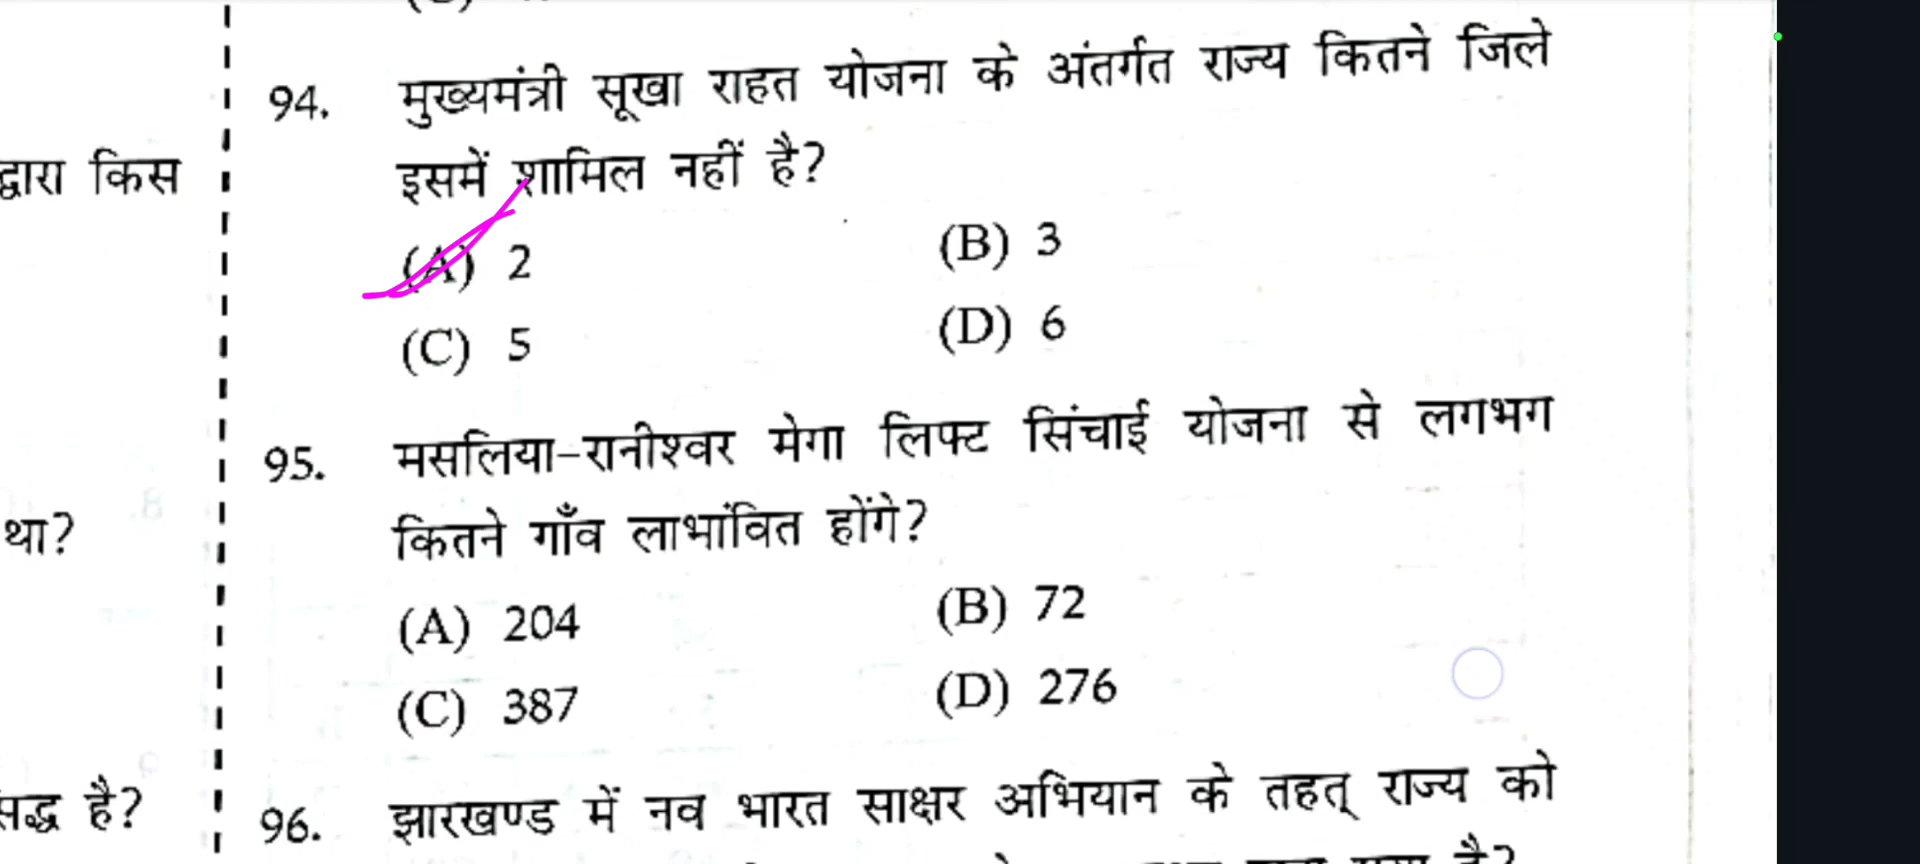 94. मुख्यमंत्री सूखा राहत योजना के अंतर्गत राज्य कितने जिले
द्वारा किस
इसमें शामिल नहीं है?
(A) 2 (B) 3
(C) 5 (D) 6
95. मसलिया-रानीश्वर मेगा लिफ्ट सिंचाई योजना से लगभग
था?
कितने गाँव लाभांवित होंगे?
(A) 204 (B) 72
(C) 387 (D) 276
है?
96. झारखण्ड में नव भारत साक्षर अभियान के तहत् राज्य को
है?